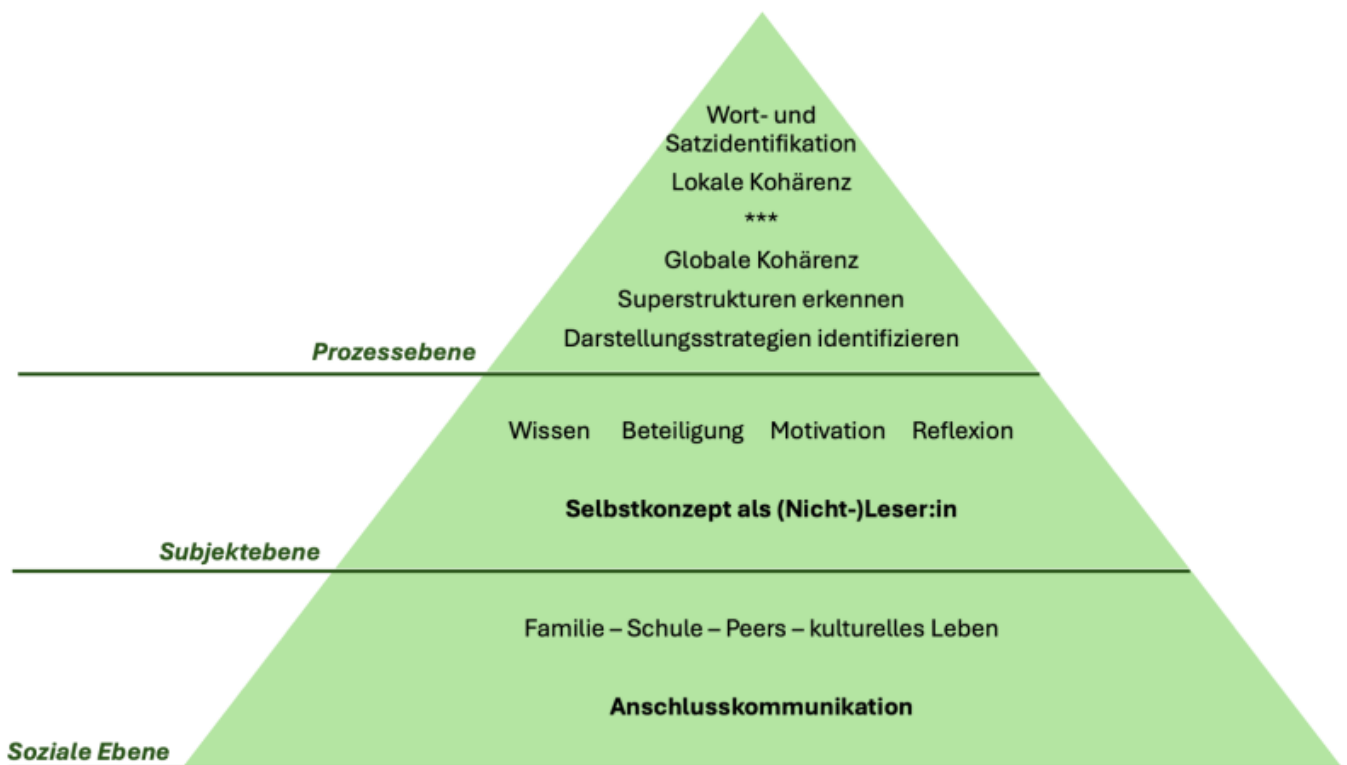 Wort- und
Satzidentifikation
Lokale Kohärenz
***
Globale Kohärenz
Superstrukturen erkennen
Darstellungsstrategien identifizieren
Prozessebene
Wissen Beteiligung Motivation Reflexion
Selbstkonzept als (Nicht-)Leser:in
Subjektebene
Familie – Schule – Peers – kulturelles Leben
Anschlusskommunikation
Soziale Ebene